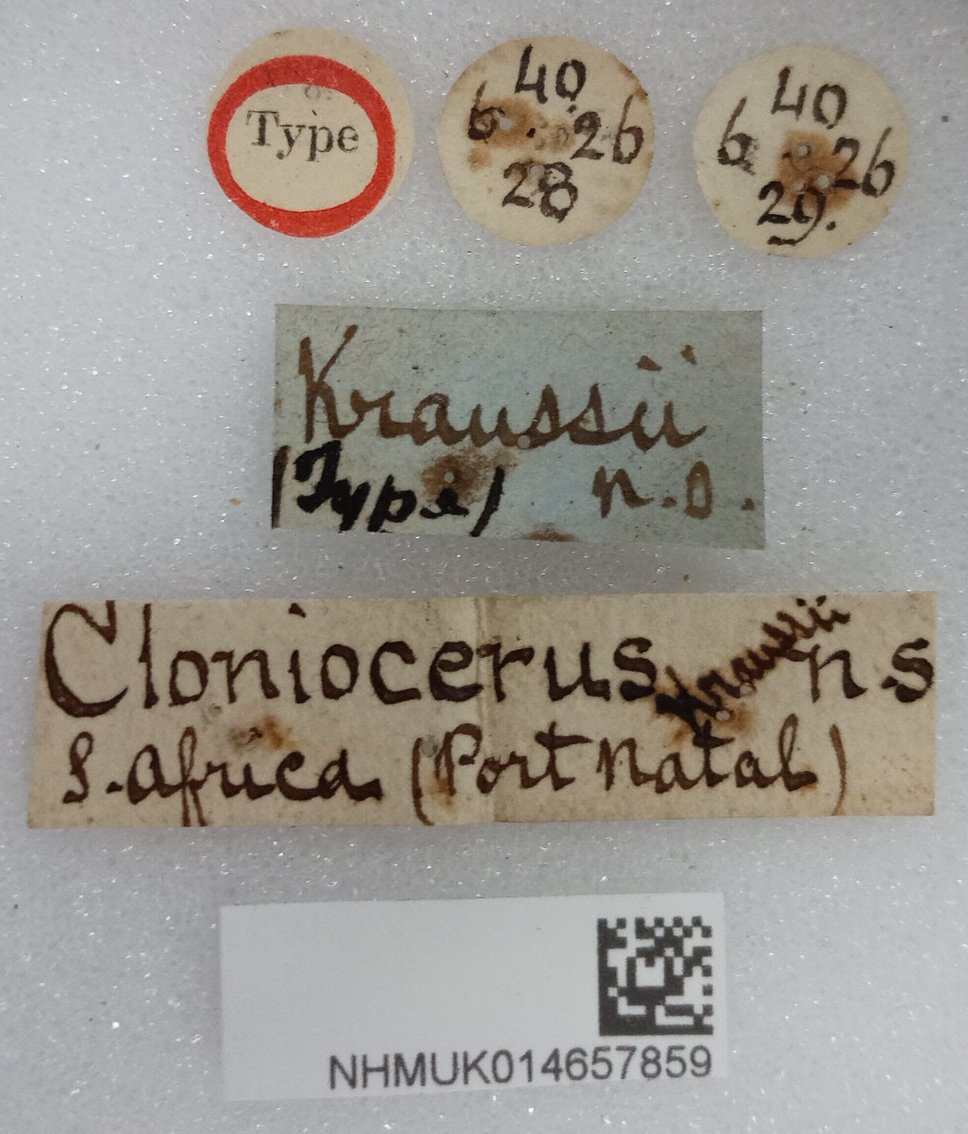 Type
40
6 . 26
28
40
6 26
29.
Kraussii
(Type) n.s.
Cloniocerus Kraussii n.s
S. Africa (Port Natal)
NHMUK014657859